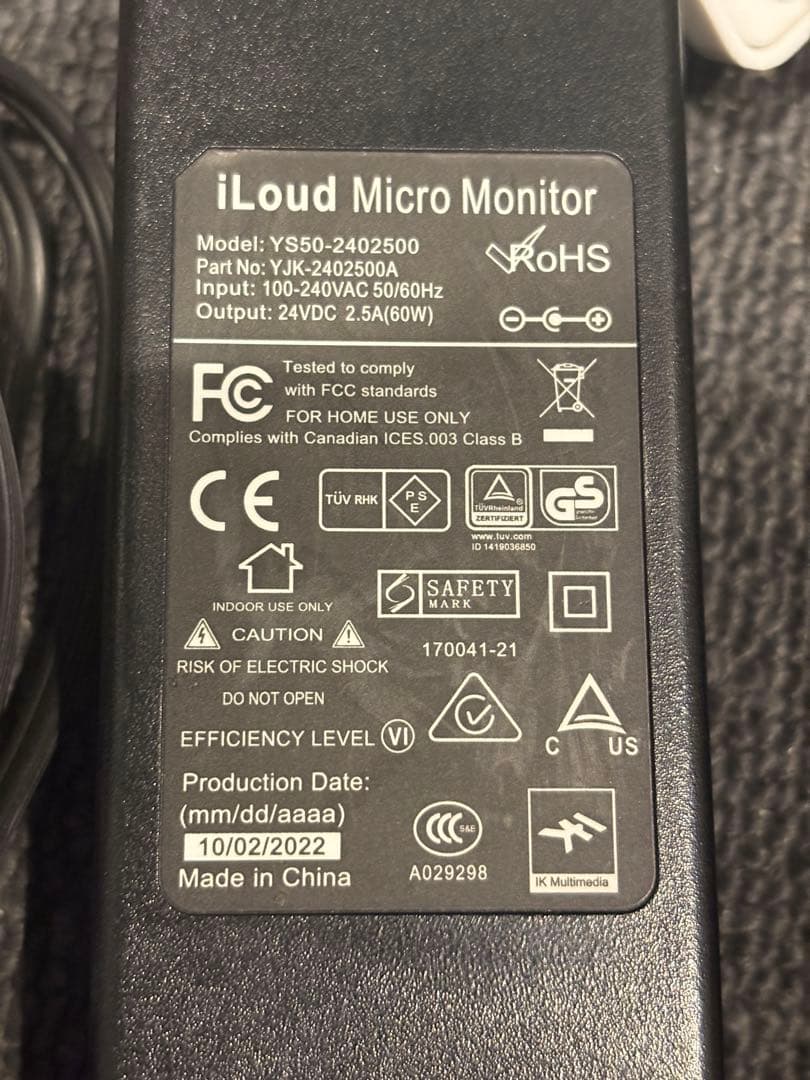 iLoud Micro Monitor
Model: YS50-2402500
Part No: YJK-2402500A
Input: 100-240VAC 50/60Hz
Output: 24VDC 2.5A(60W)
RoHS
FC
Tested to comply
with FCC standards
FOR HOME USE ONLY
Complies with Canadian ICES.003 Class B
CE
TÜV RHK
PSE
TÜVRheinland
ZERTIFIZIERT
GS
www.tuv.com
ID 1419036850
INDOOR USE ONLY
SAFETY
MARK
170041-21
CAUTION
RISK OF ELECTRIC SHOCK
DO NOT OPEN
EFFICIENCY LEVEL VI
C US
Production Date:
(mm/dd/aaaa)
10/02/2022
Made in China
CCC S&E
A029298
IK Multimedia